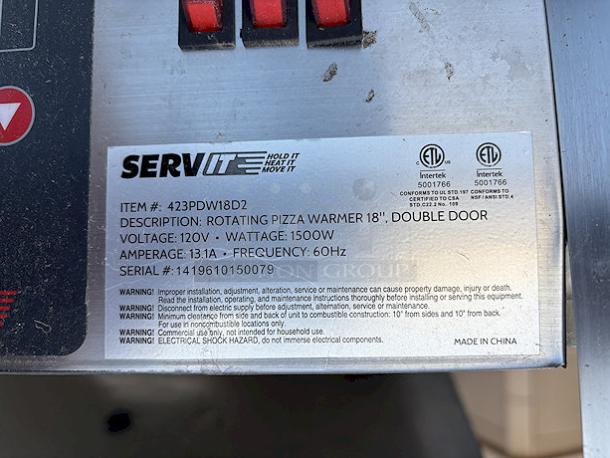 SERVIT HOLD IT
HEAT IT
MOVE IT
ETL
Intertek
5001766
CONFORMS TO UL STD.197
CERTIFIED TO CSA
STD.C22.2 No. 109
ETL
Intertek
5001766
CONFORMS TO
NSF/ANSI STD.4
ITEM #: 423PDW18D2
DESCRIPTION: ROTATING PIZZA WARMER 18", DOUBLE DOOR
VOLTAGE: 120V • WATTAGE: 1500W
AMPERAGE: 13.1A • FREQUENCY: 60Hz
SERIAL #: 1419610150079
WARNING! Improper installation, adjustment, alteration, service or maintenance can cause property damage, injury or death.
Read the installation, operating, and maintenance instructions thoroughly before installing or serving this equipment.
WARNING! Disconnect from electric supply before adjustment, alternation, service or maintenance.
WARNING! Minimum clearance from side and back of unit to combustible construction: 10" from sides and 10" from back.
For use in noncombustible locations only.
WARNING! Commercial use only, not intended for household use.
WARNING! ELECTRICAL SHOCK HAZARD, do not immerse electrical components.
MADE IN CHINA